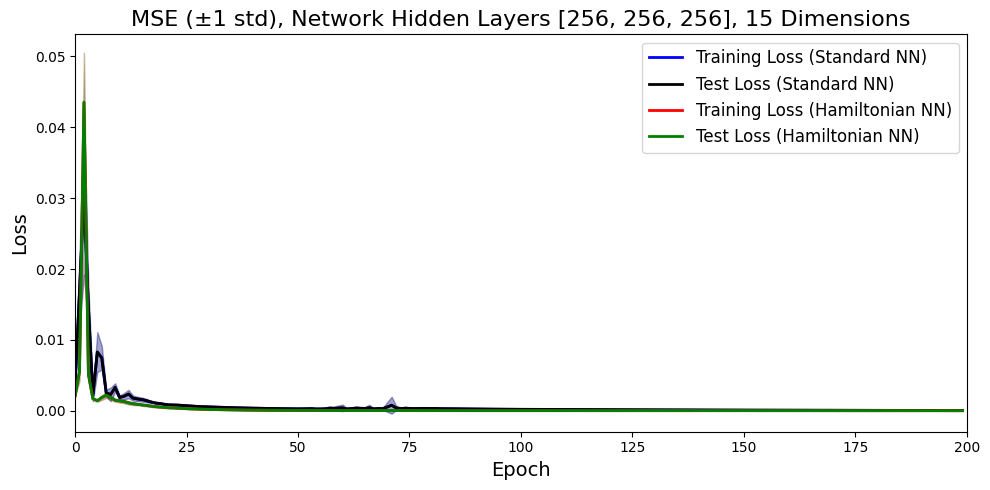 MSE (±1 std), Network Hidden Layers [256, 256, 256], 15 Dimensions
Training Loss (Standard NN)
Test Loss (Standard NN)
Training Loss (Hamiltonian NN)
Test Loss (Hamiltonian NN)
Loss
0.05
0.04
0.03
0.02
0.01
0.00
0 25 50 75 100 125 150 175 200
Epoch